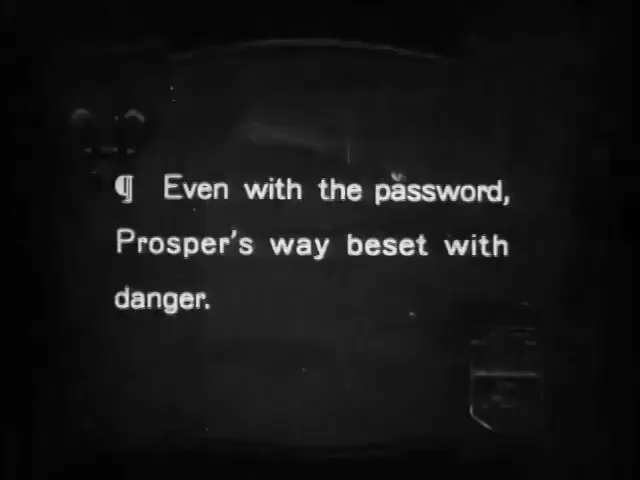 ¶ Even with the password,
Prosper's way beset with
danger.